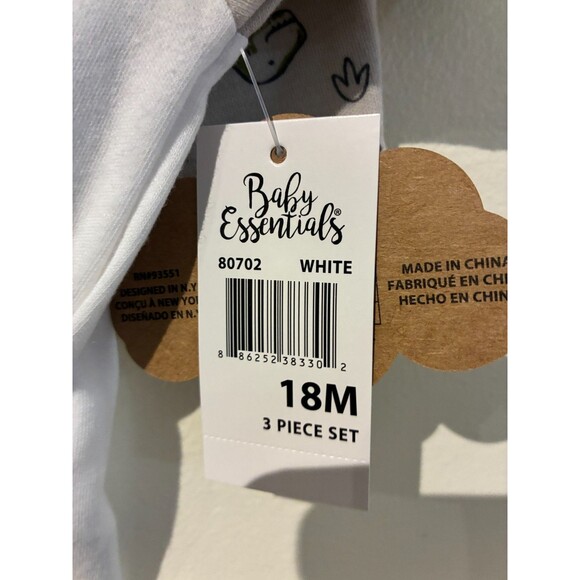 Baby
Essentials®
80702 WHITE
8 86252 38330 2
18M
3 PIECE SET
RN#93551
DESIGNED IN N.Y
CONÇU À NEW YOR
DISEÑADO EN N.Y
MADE IN CHINA
FABRIQUÉ EN CHI
HECHO EN CHIN